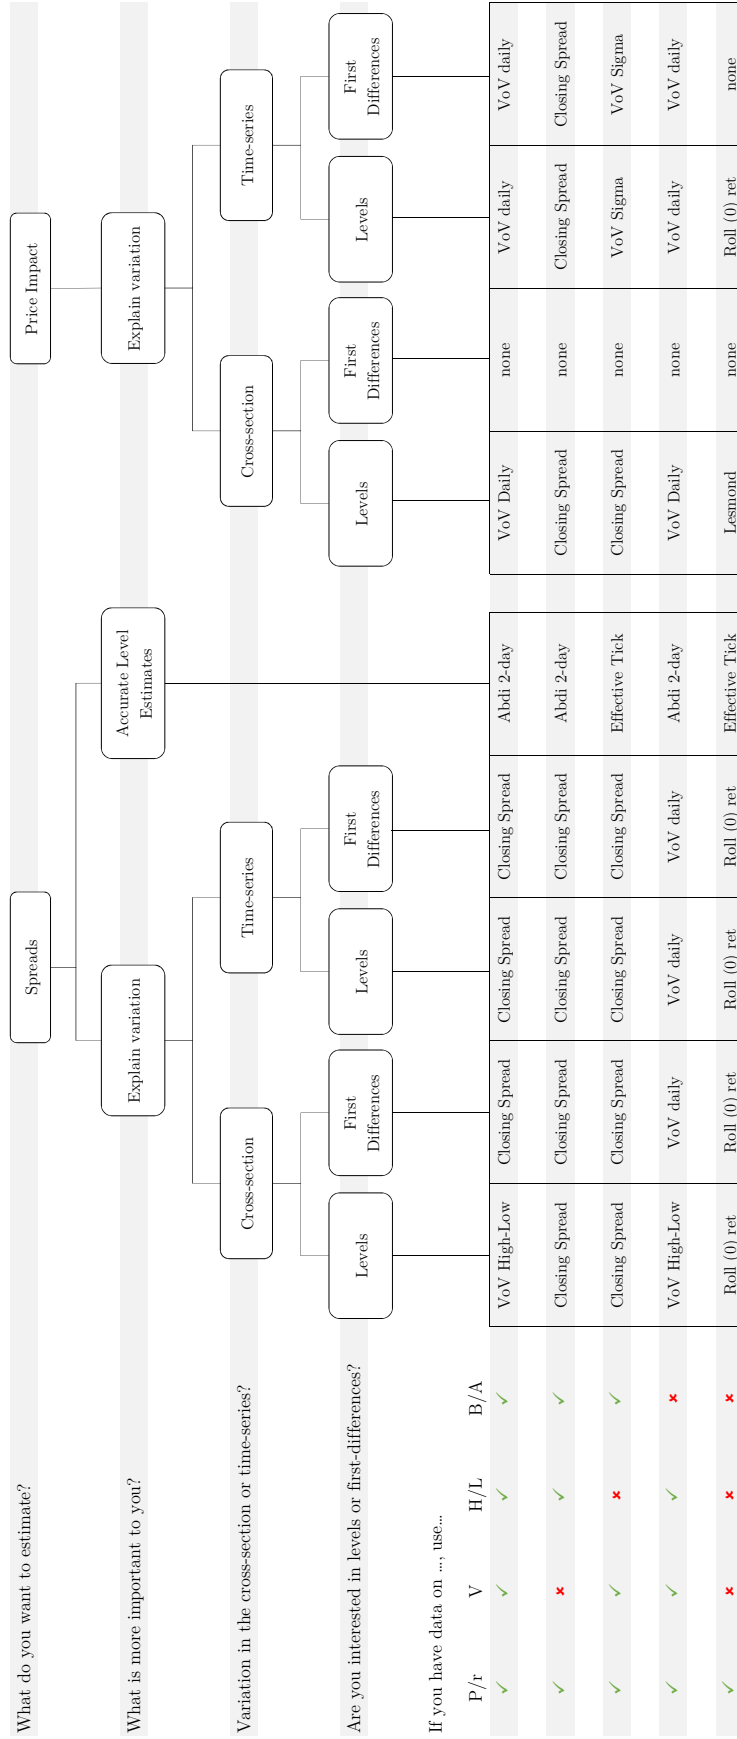 What do you want to estimate?
Spreads
Price Impact
What is more important to you?
Explain variation
Accurate Level
Estimates
Explain variation
Variation in the cross-section or time-series?
Cross-section
Time-series
Cross-section
Time-series
Are you interested in levels or first-differences?
Levels
First
Differences
Levels
First
Differences
Levels
First
Differences
Levels
First
Differences
If you have data on ..., use...
P/r V H/L B/A
✓ ✓ ✓ ✓ VoV High-Low Closing Spread Closing Spread Closing Spread Abdi 2-day VoV Daily none VoV daily VoV daily
✓ × ✓ ✓ Closing Spread Closing Spread Closing Spread Closing Spread Abdi 2-day Closing Spread none Closing Spread Closing Spread
✓ ✓ × ✓ Closing Spread Closing Spread Closing Spread Closing Spread Effective Tick Closing Spread none VoV Sigma VoV Sigma
✓ ✓ ✓ × VoV High-Low VoV daily VoV daily VoV daily Abdi 2-day VoV Daily none VoV daily VoV daily
✓ × × × Roll (0) ret Roll (0) ret Roll (0) ret Roll (0) ret Effective Tick Lesmond none Roll (0) ret none